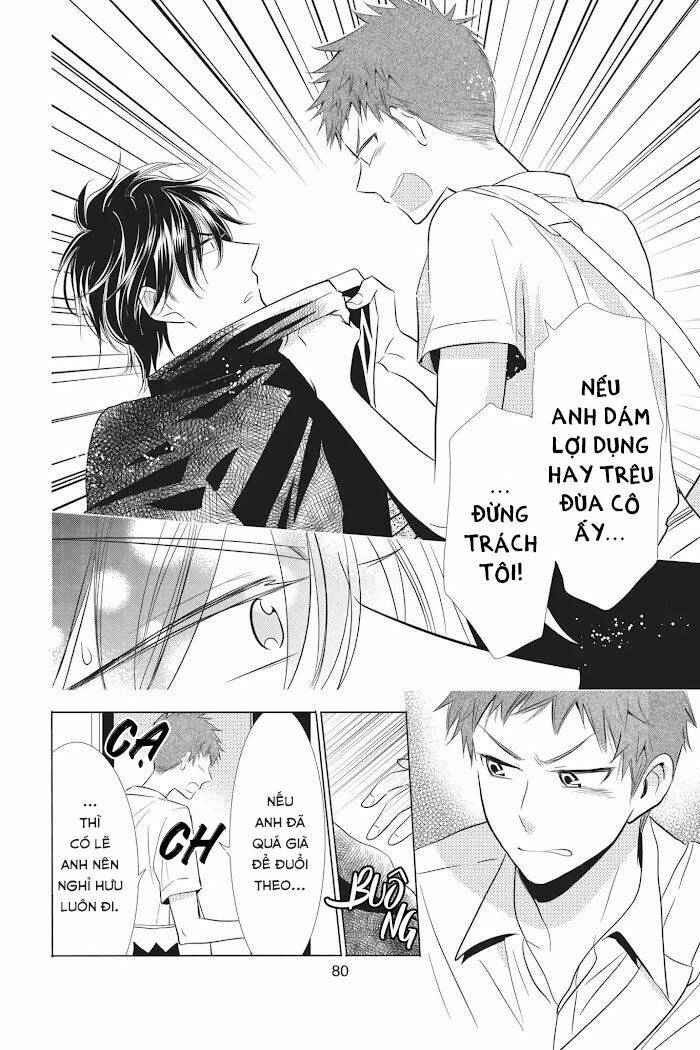 NẾU
ANH DÁM
LỢI DỤNG
HAY TRÊU
ĐÙA CÔ
ẤY...
...
ĐỪNG
TRÁCH
TÔI!
BUÔ
NG
NẾU
ANH ĐÃ
QUÁ GIÀ
ĐỂ ĐUỔI
THEO...
CẠ
CH
...
THÌ
CÓ LẼ
ANH NÊN
NGHỈ HƯU
LUÔN ĐI.
80